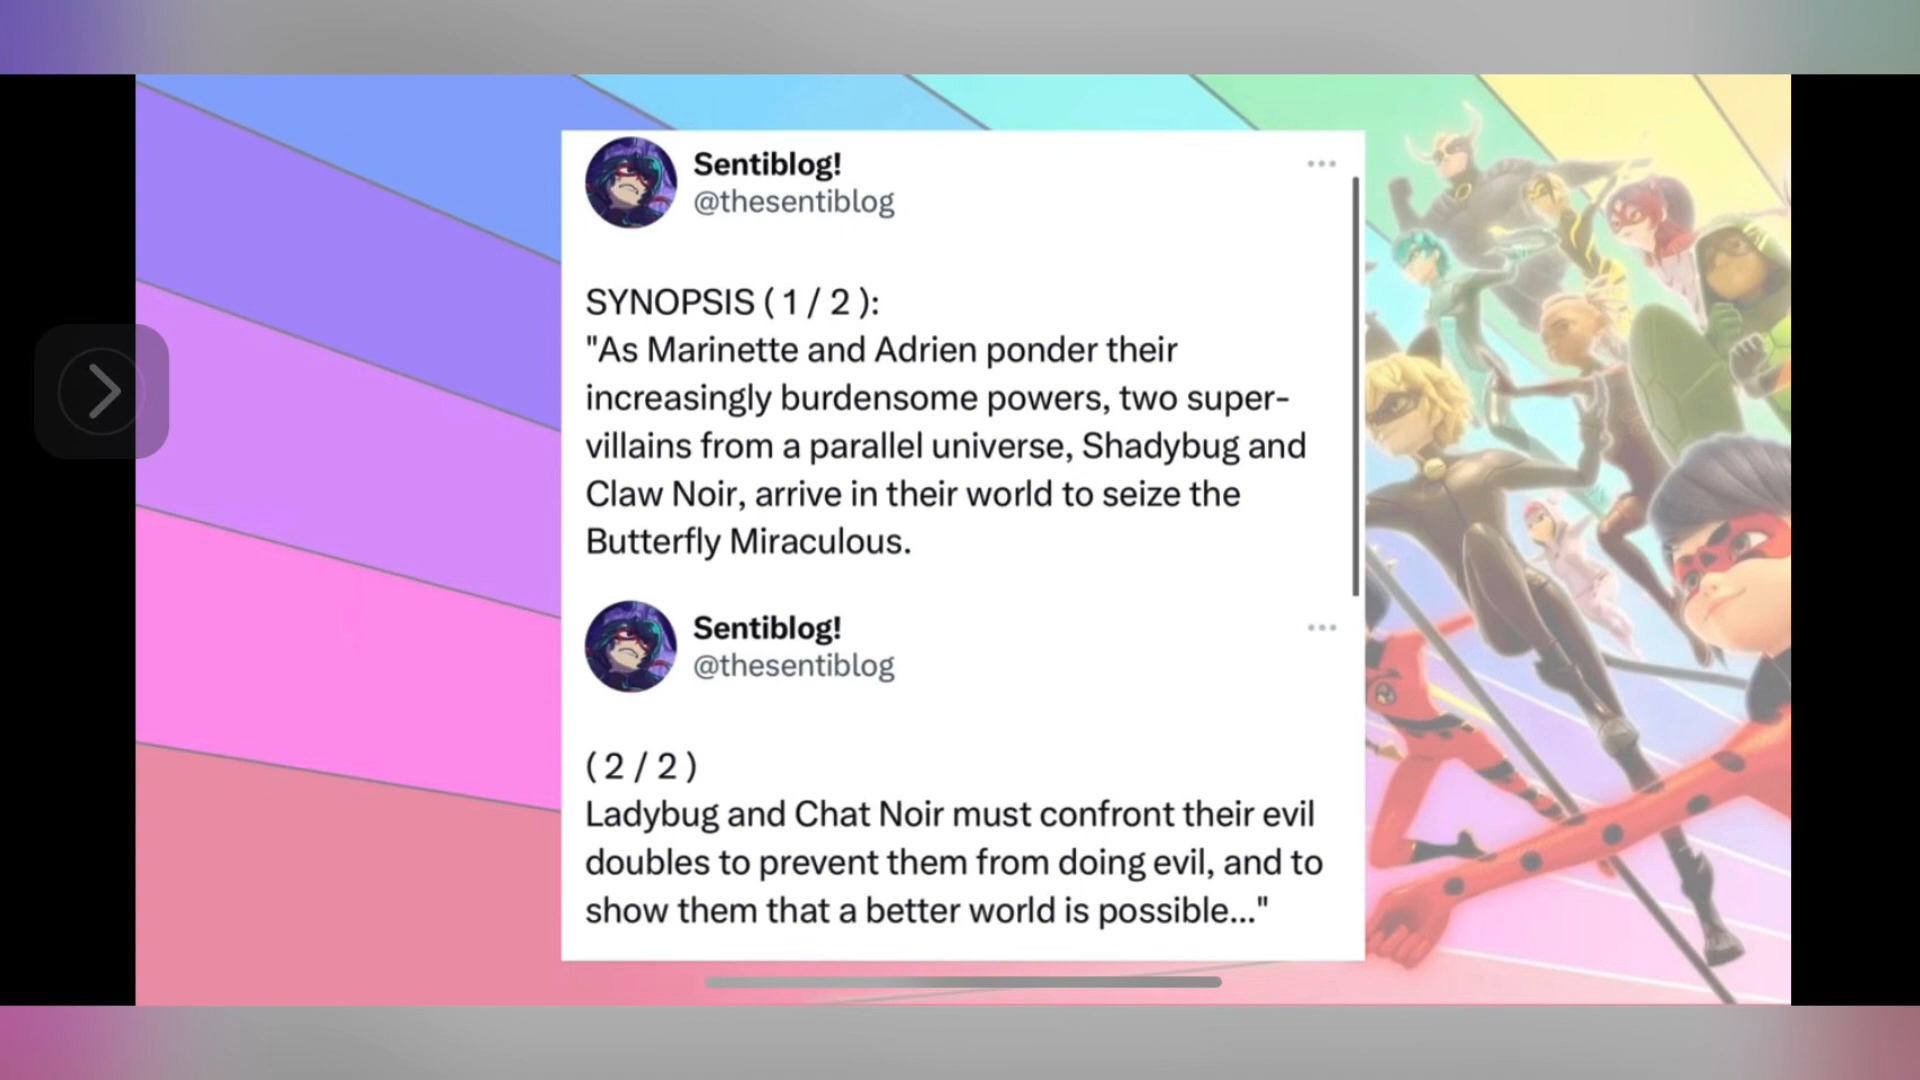 Sentiblog!
@thesentiblog
SYNOPSIS ( 1 / 2 ):
"As Marinette and Adrien ponder their
increasingly burdensome powers, two super-
villains from a parallel universe, Shadybug and
Claw Noir, arrive in their world to seize the
Butterfly Miraculous.
Sentiblog!
@thesentiblog
( 2 / 2 )
Ladybug and Chat Noir must confront their evil
doubles to prevent them from doing evil, and to
show them that a better world is possible..."